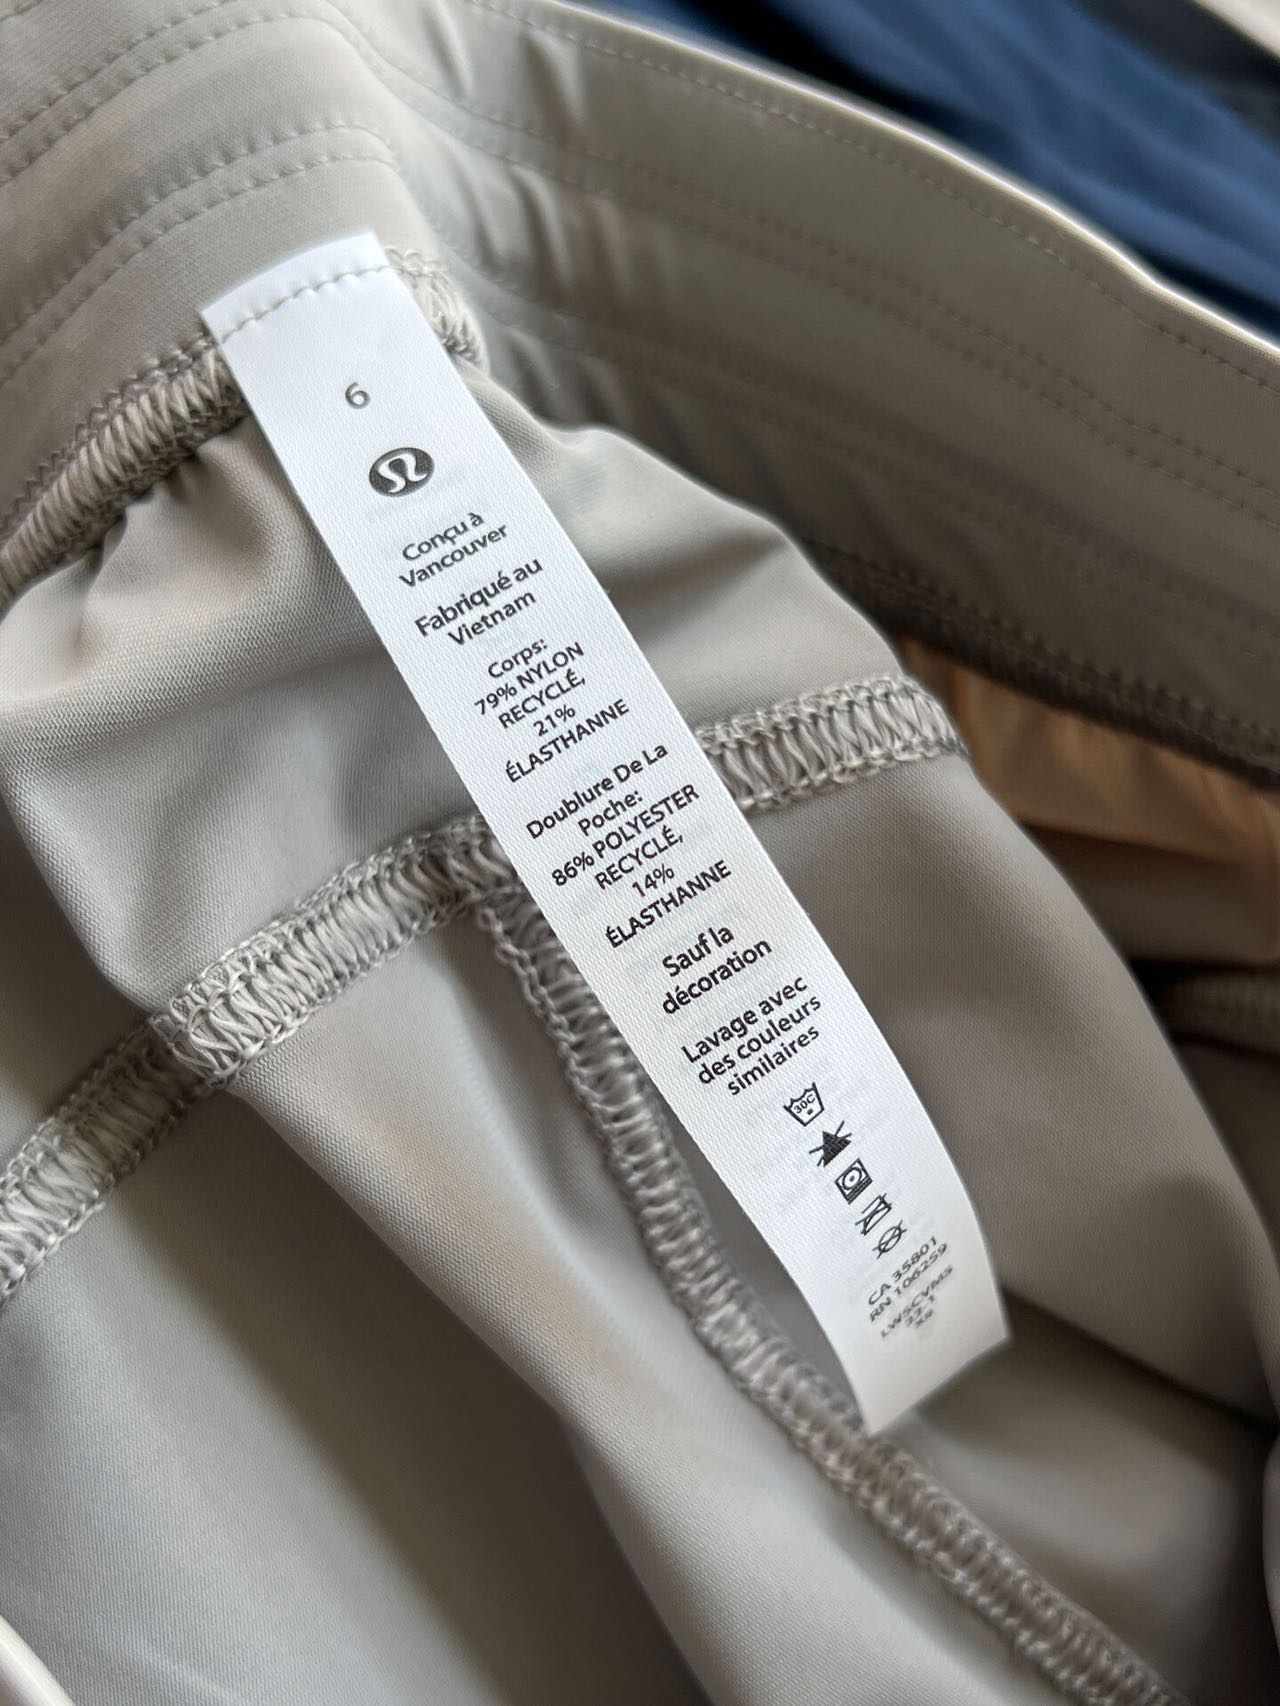 6
Conçu à
Vancouver
Fabriqué au
Vietnam
Corps:
79% NYLON
RECYCLÉ,
21%
ÉLASTHANNE
Doublure De La
Poche:
86% POLYESTER
RECYCLÉ,
14%
ÉLASTHANNE
Sauf la
décoration
Lavage avec
des couleurs
similaires
30C
CA 35801
RN 106259